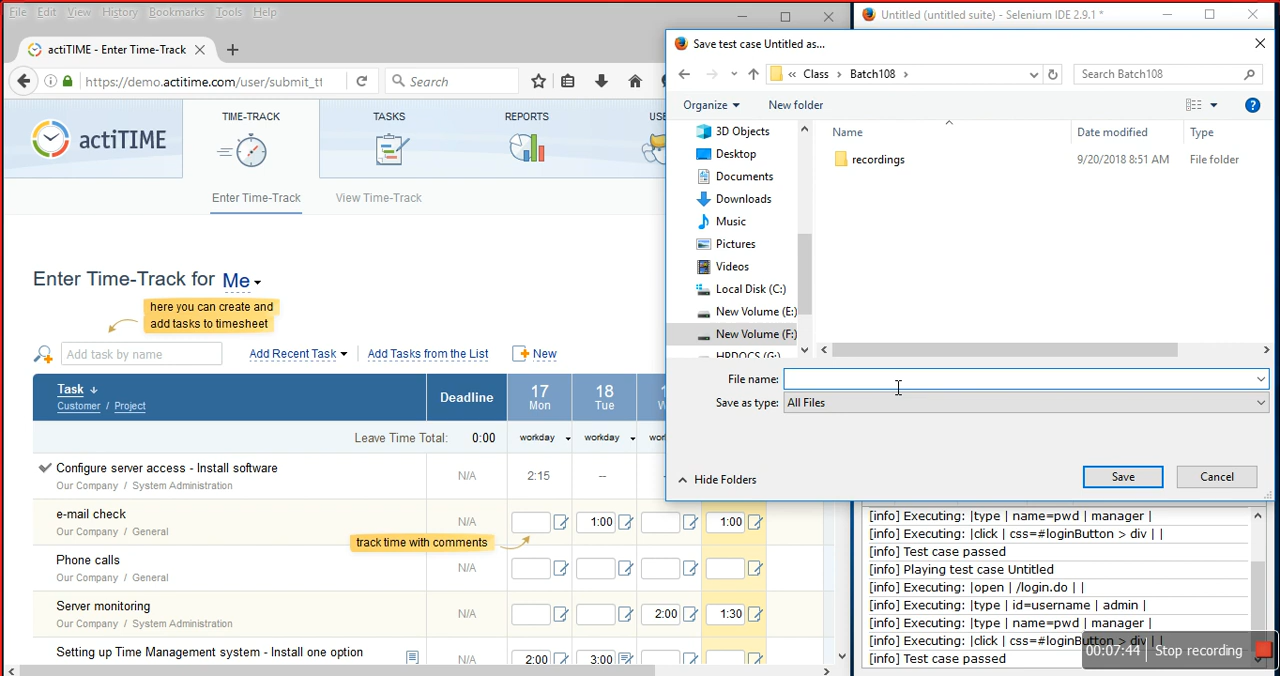 File Edit View History Bookmarks Tools Help
Untitled (untitled suite) - Selenium IDE 2.9.1 *
actiTIME - Enter Time-Track
Save test case Untitled as...
https://demo.actitime.com/user/submit_tt
Search
Class
Batch108
Search Batch108
Organize
New folder
actiTIME
TIME-TRACK
TASKS
REPORTS
Enter Time-Track
View Time-Track
3D Objects
Desktop
Documents
Downloads
Music
Pictures
Videos
Local Disk (C:)
New Volume (E:)
New Volume (F:)
HPDOCS (G:)
Name
Date modified
Type
recordings
9/20/2018 8:51 AM
File folder
File name:
Save as type:
All Files
Hide Folders
Save
Cancel
Enter Time-Track for Me
here you can create and
add tasks to timesheet
Add task by name
Add Recent Task
Add Tasks from the List
New
Task
Customer / Project
Deadline
17
Mon
18
Tue
Leave Time Total: 0:00
workday
workday
Configure server access - Install software
Our Company / System Administration
N/A
2:15
--
e-mail check
Our Company / General
N/A
1:00
1:00
track time with comments
Phone calls
Our Company / General
N/A
Server monitoring
Our Company / System Administration
N/A
2:00
1:30
Setting up Time Management system - Install one option
N/A
2:00
3:00
[info] Executing: |type | name=pwd | manager |
[info] Executing: |click | css=#loginButton > div | |
[info] Test case passed
[info] Playing test case Untitled
[info] Executing: |open | /login.do | |
[info] Executing: |type | id=username | admin |
[info] Executing: |type | name=pwd | manager |
[info] Executing: |click | css=#loginButton > div | |
[info] Test case passed
00:07:44
Stop recording